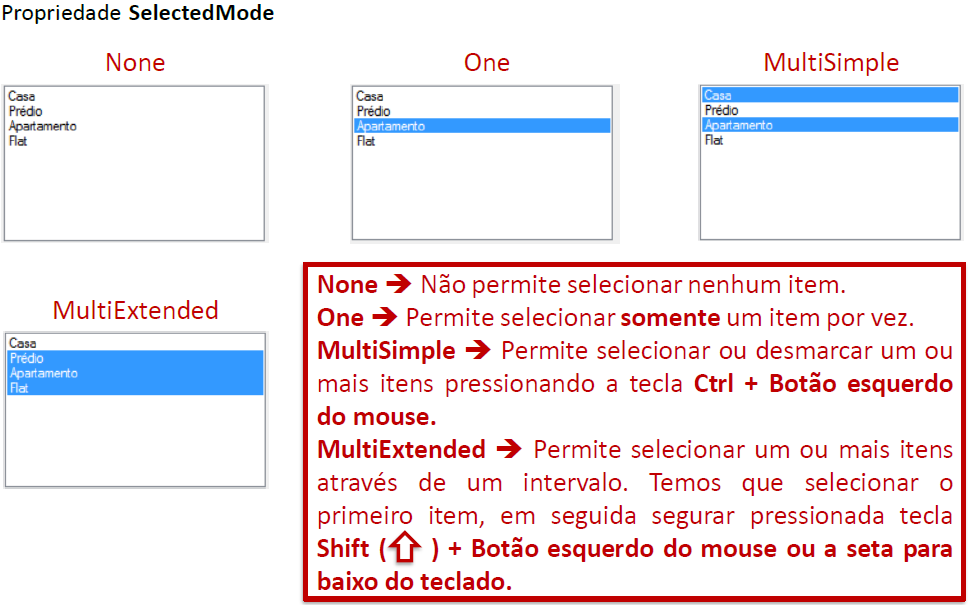 Propriedade SelectedMode
None
Casa
Prédio
Apartamento
Flat
One
Casa
Prédio
Apartamento
Flat
MultiSimple
Casa
Prédio
Apartamento
Flat
MultiExtended
Casa
Prédio
Apartamento
Flat
None ➔ Não permite selecionar nenhum item.
One ➔ Permite selecionar somente um item por vez.
MultiSimple ➔ Permite selecionar ou desmarcar um ou
mais itens pressionando a tecla Ctrl + Botão esquerdo
do mouse.
MultiExtended ➔ Permite selecionar um ou mais itens
através de um intervalo. Temos que selecionar o
primeiro item, em seguida segurar pressionada tecla
Shift (⇧ ) + Botão esquerdo do mouse ou a seta para
baixo do teclado.